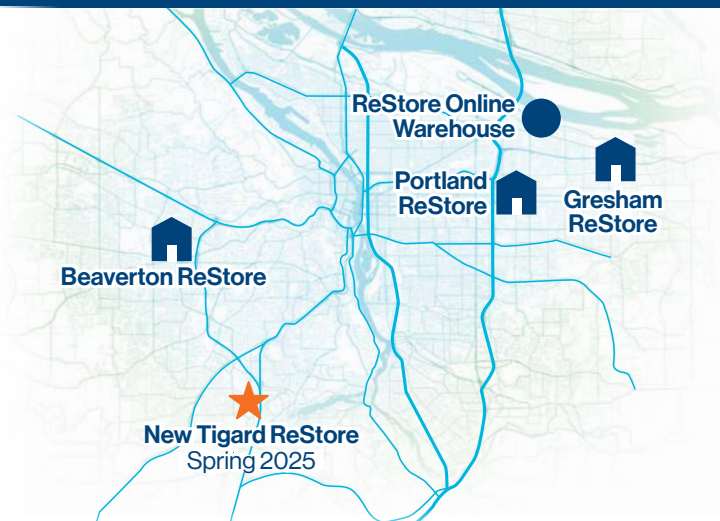 ReStore Online
Warehouse
Portland
ReStore
Gresham
ReStore
Beaverton ReStore
New Tigard ReStore
Spring 2025